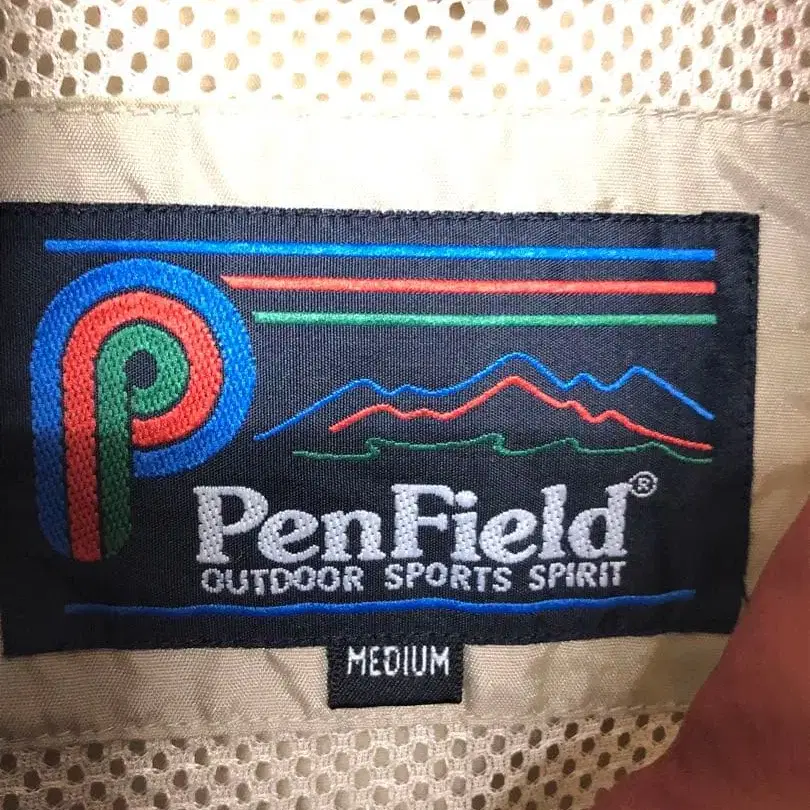 P
PenField®
OUTDOOR SPORTS SPIRIT
MEDIUM